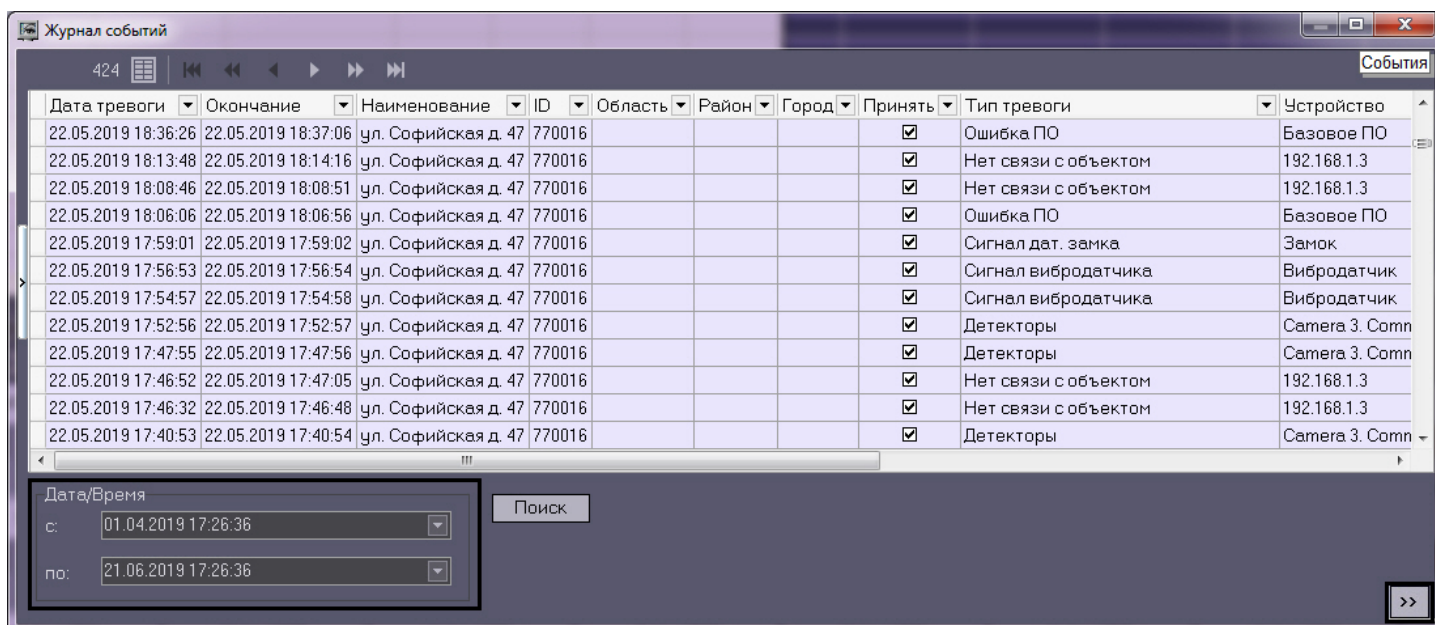 Журнал событий
424
События
Дата тревоги Окончание Наименование ID Область Район Город Принять Тип тревоги Устройство
22.05.2019 18:36:26 22.05.2019 18:37:06 ул. Софийская д. 47 770016 Ошибка ПО Базовое ПО
22.05.2019 18:13:48 22.05.2019 18:14:16 ул. Софийская д. 47 770016 Нет связи с объектом 192.168.1.3
22.05.2019 18:08:46 22.05.2019 18:08:51 ул. Софийская д. 47 770016 Нет связи с объектом 192.168.1.3
22.05.2019 18:06:06 22.05.2019 18:06:56 ул. Софийская д. 47 770016 Ошибка ПО Базовое ПО
22.05.2019 17:59:01 22.05.2019 17:59:02 ул. Софийская д. 47 770016 Сигнал дат. замка Замок
22.05.2019 17:56:53 22.05.2019 17:56:54 ул. Софийская д. 47 770016 Сигнал вибродатчика Вибродатчик
22.05.2019 17:54:57 22.05.2019 17:54:58 ул. Софийская д. 47 770016 Сигнал вибродатчика Вибродатчик
22.05.2019 17:52:56 22.05.2019 17:52:57 ул. Софийская д. 47 770016 Детекторы Camera 3. Comm
22.05.2019 17:47:55 22.05.2019 17:47:56 ул. Софийская д. 47 770016 Детекторы Camera 3. Comm
22.05.2019 17:46:52 22.05.2019 17:47:05 ул. Софийская д. 47 770016 Нет связи с объектом 192.168.1.3
22.05.2019 17:46:32 22.05.2019 17:46:48 ул. Софийская д. 47 770016 Нет связи с объектом 192.168.1.3
22.05.2019 17:40:53 22.05.2019 17:40:54 ул. Софийская д. 47 770016 Детекторы Camera 3. Comm
Дата/Время
с: 01.04.2019 17:26:36
Поиск
по: 21.06.2019 17:26:36
>>